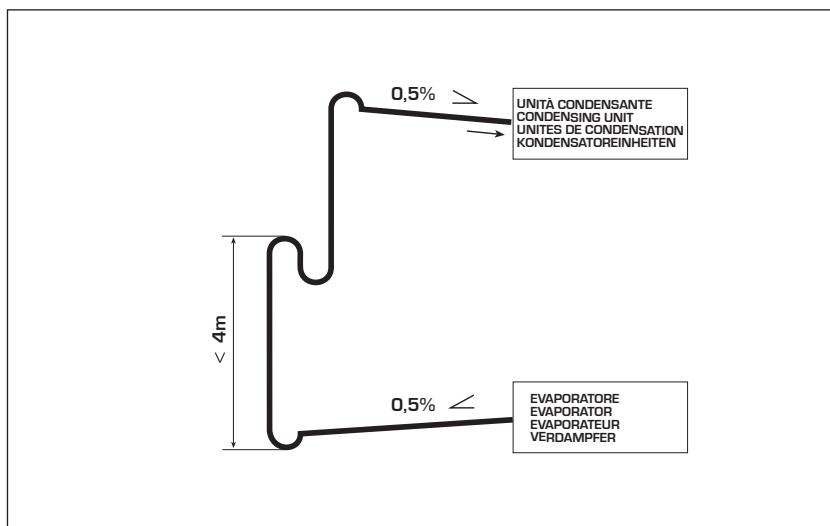 0,5%
UNITÀ CONDENSANTE
CONDENSING UNIT
UNITES DE CONDENSATION
KONDENSATOREINHEITEN
< 4m
0,5%
EVAPORATORE
EVAPORATOR
EVAPORATEUR
VERDAMPFER